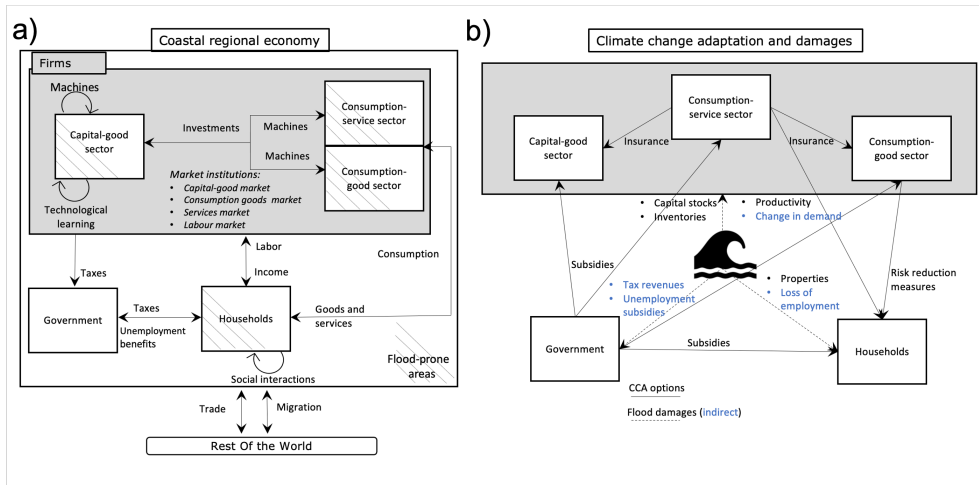 a)
Coastal regional economy
Firms
Machines
Capital-good
sector
Technological
learning
Investments
Machines
Machines
Consumption-
service sector
Consumption-
good sector
Market institutions:
• Capital-good market
• Consumption goods market
• Services market
• Labour market
Labor
Income
Consumption
Taxes
Government
Taxes
Unemployment
benefits
Households
Goods and
services
Social interactions
Flood-prone
areas
Trade
Migration
Rest Of the World
b)
Climate change adaptation and damages
Consumption-
service sector
Capital-good
sector
Insurance
Insurance
Consumption-
good sector
• Capital stocks
• Inventories
• Productivity
• Change in demand
Subsidies
• Tax revenues
• Unemployment
subsidies
• Properties
• Loss of
employment
Risk reduction
measures
Government
Subsidies
Households
CCA options
Flood damages (indirect)